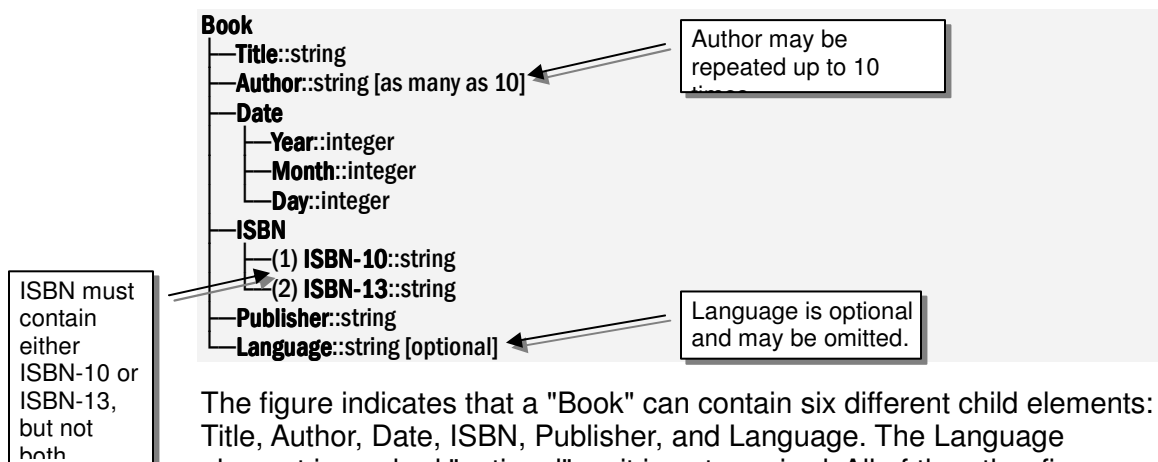 Book
Title::string
Author::string [as many as 10]
Date
Year::integer
Month::integer
Day::integer
ISBN
(1) ISBN-10::string
(2) ISBN-13::string
Publisher::string
Language::string [optional]
Author may be
repeated up to 10
times
ISBN must
contain
either
ISBN-10 or
ISBN-13,
but not
both
Language is optional
and may be omitted.
The figure indicates that a "Book" can contain six different child elements:
Title, Author, Date, ISBN, Publisher, and Language. The Language